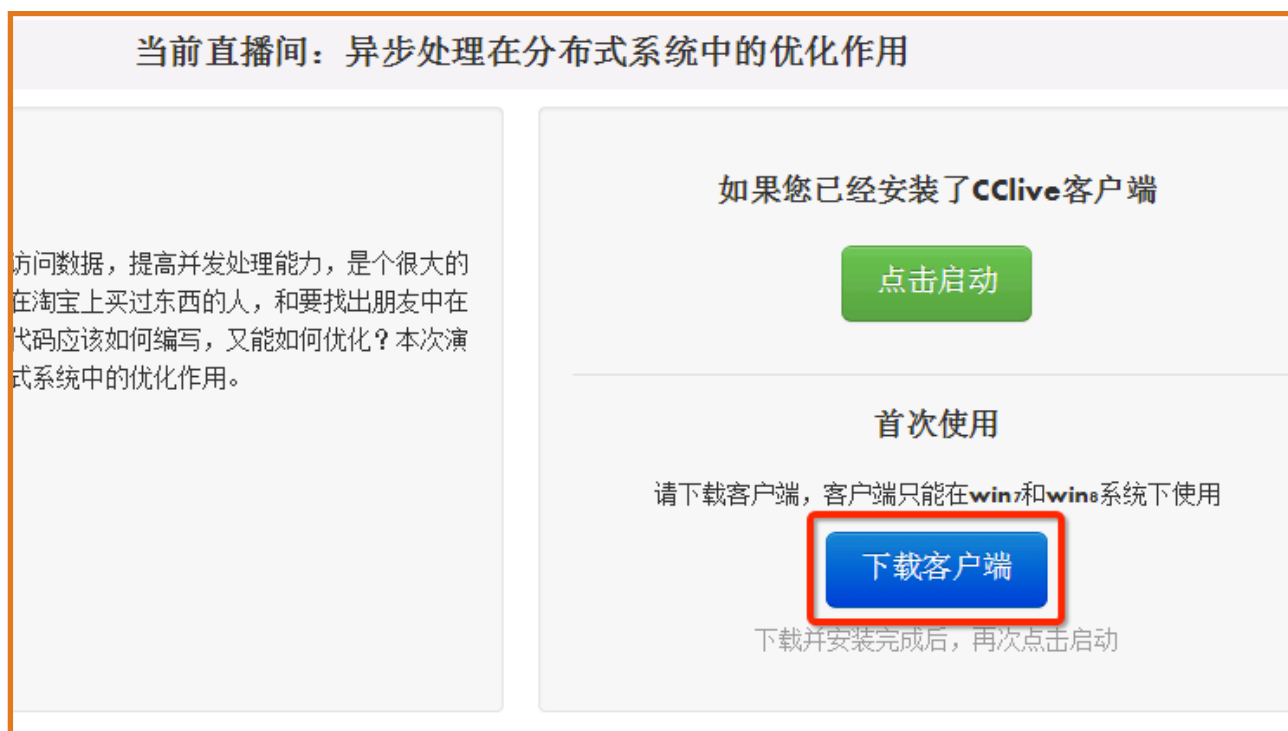 当前直播间：异步处理在分布式系统中的优化作用
访问数据，提高并发处理能力，是个很大的
在淘宝上买过东西的人，和要找出朋友中在
代码应该如何编写，又能如何优化？本次演
式系统中的优化作用。
如果您已经安装了CClive客户端
点击启动
首次使用
请下载客户端，客户端只能在win7和win8系统下使用
下载客户端
下载并安装完成后，再次点击启动